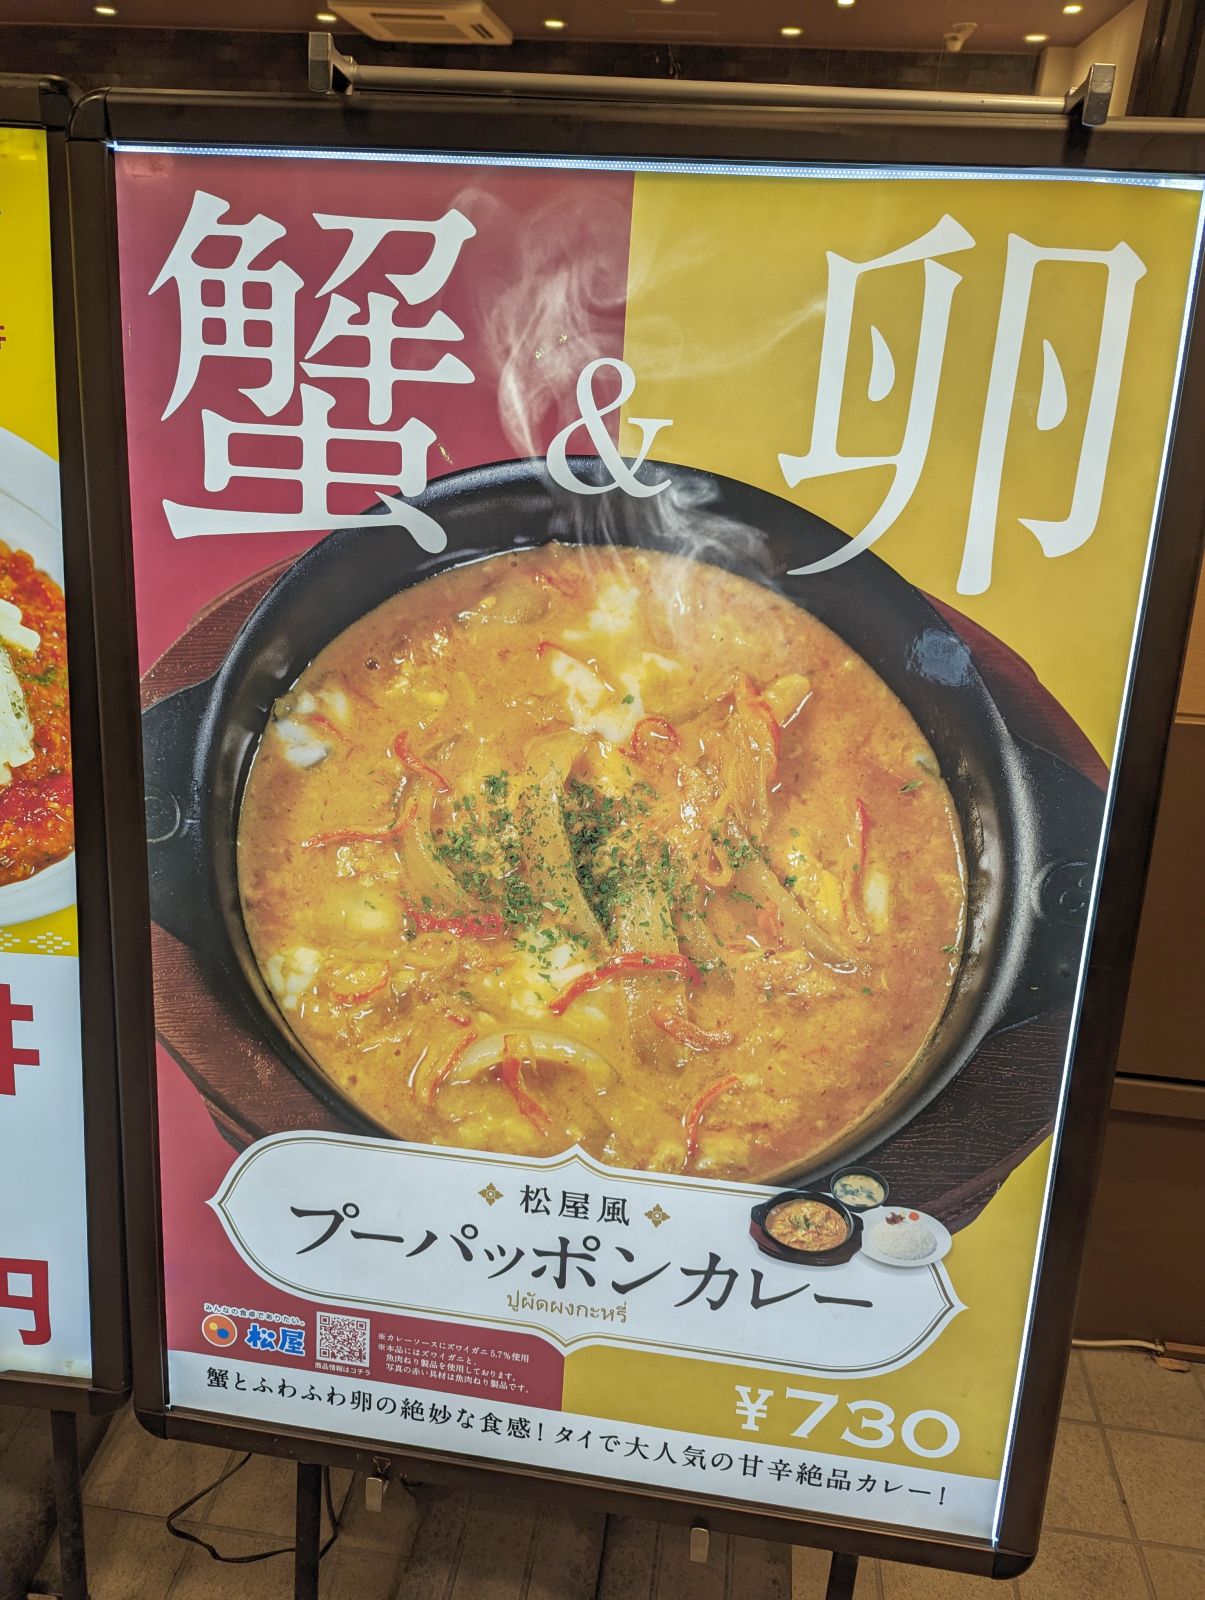 蟹 & 卵
松屋風
プーパッポンカレー
ปูผัดผงกะหรี่
みんなの食卓でありたい。
松屋
商品情報はコチラ
※カレーソースにズワイガニ5.7%使用
※本品にはズワイガニと、
魚肉ねり製品を使用しております。
写真の赤い具材は魚肉ねり製品です。
¥730
蟹とふわふわ卵の絶妙な食感！タイで大人気の甘辛絶品カレー！
円